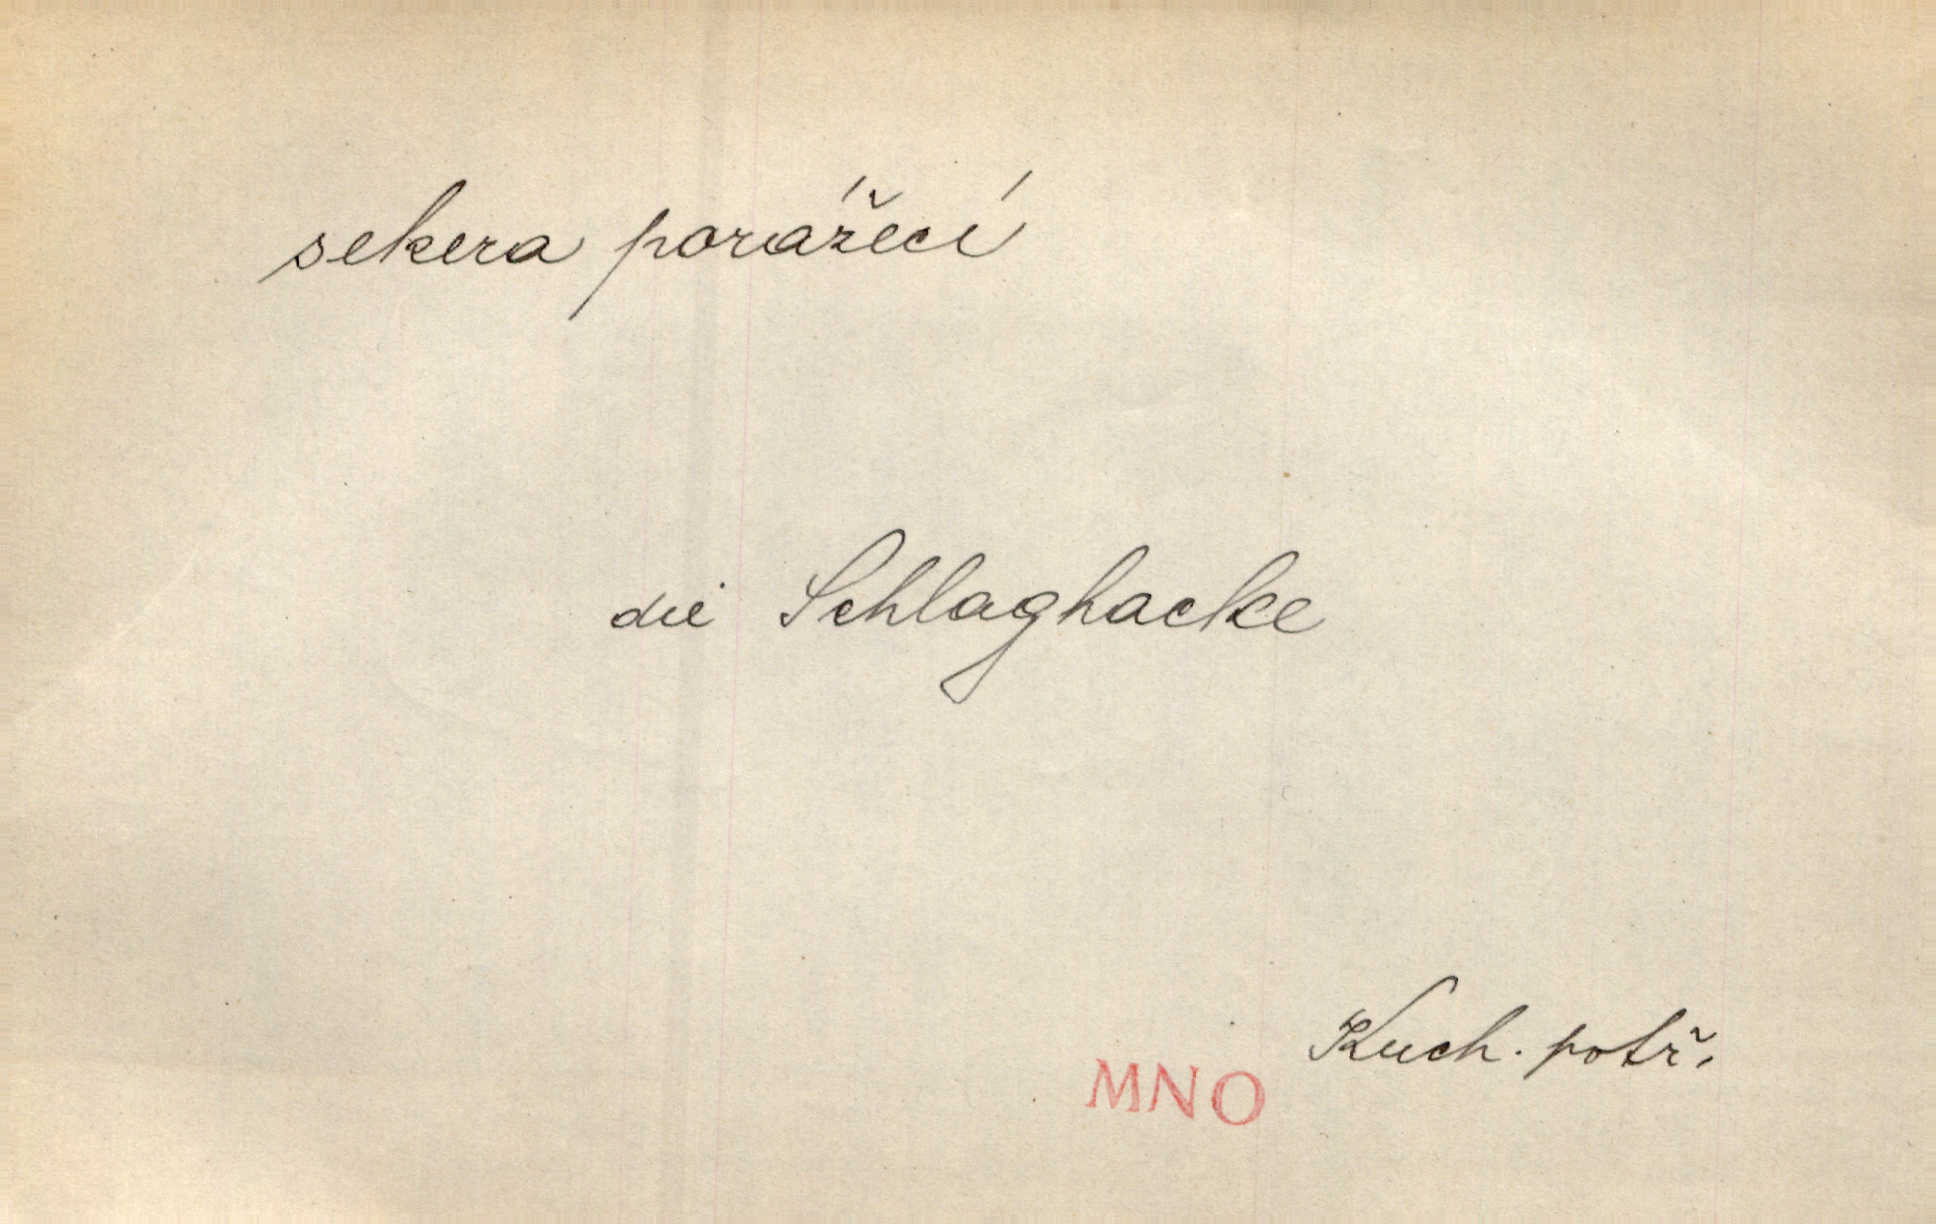 sekera porážecí
die Schlaghacke
Kuch. potř.
MNO